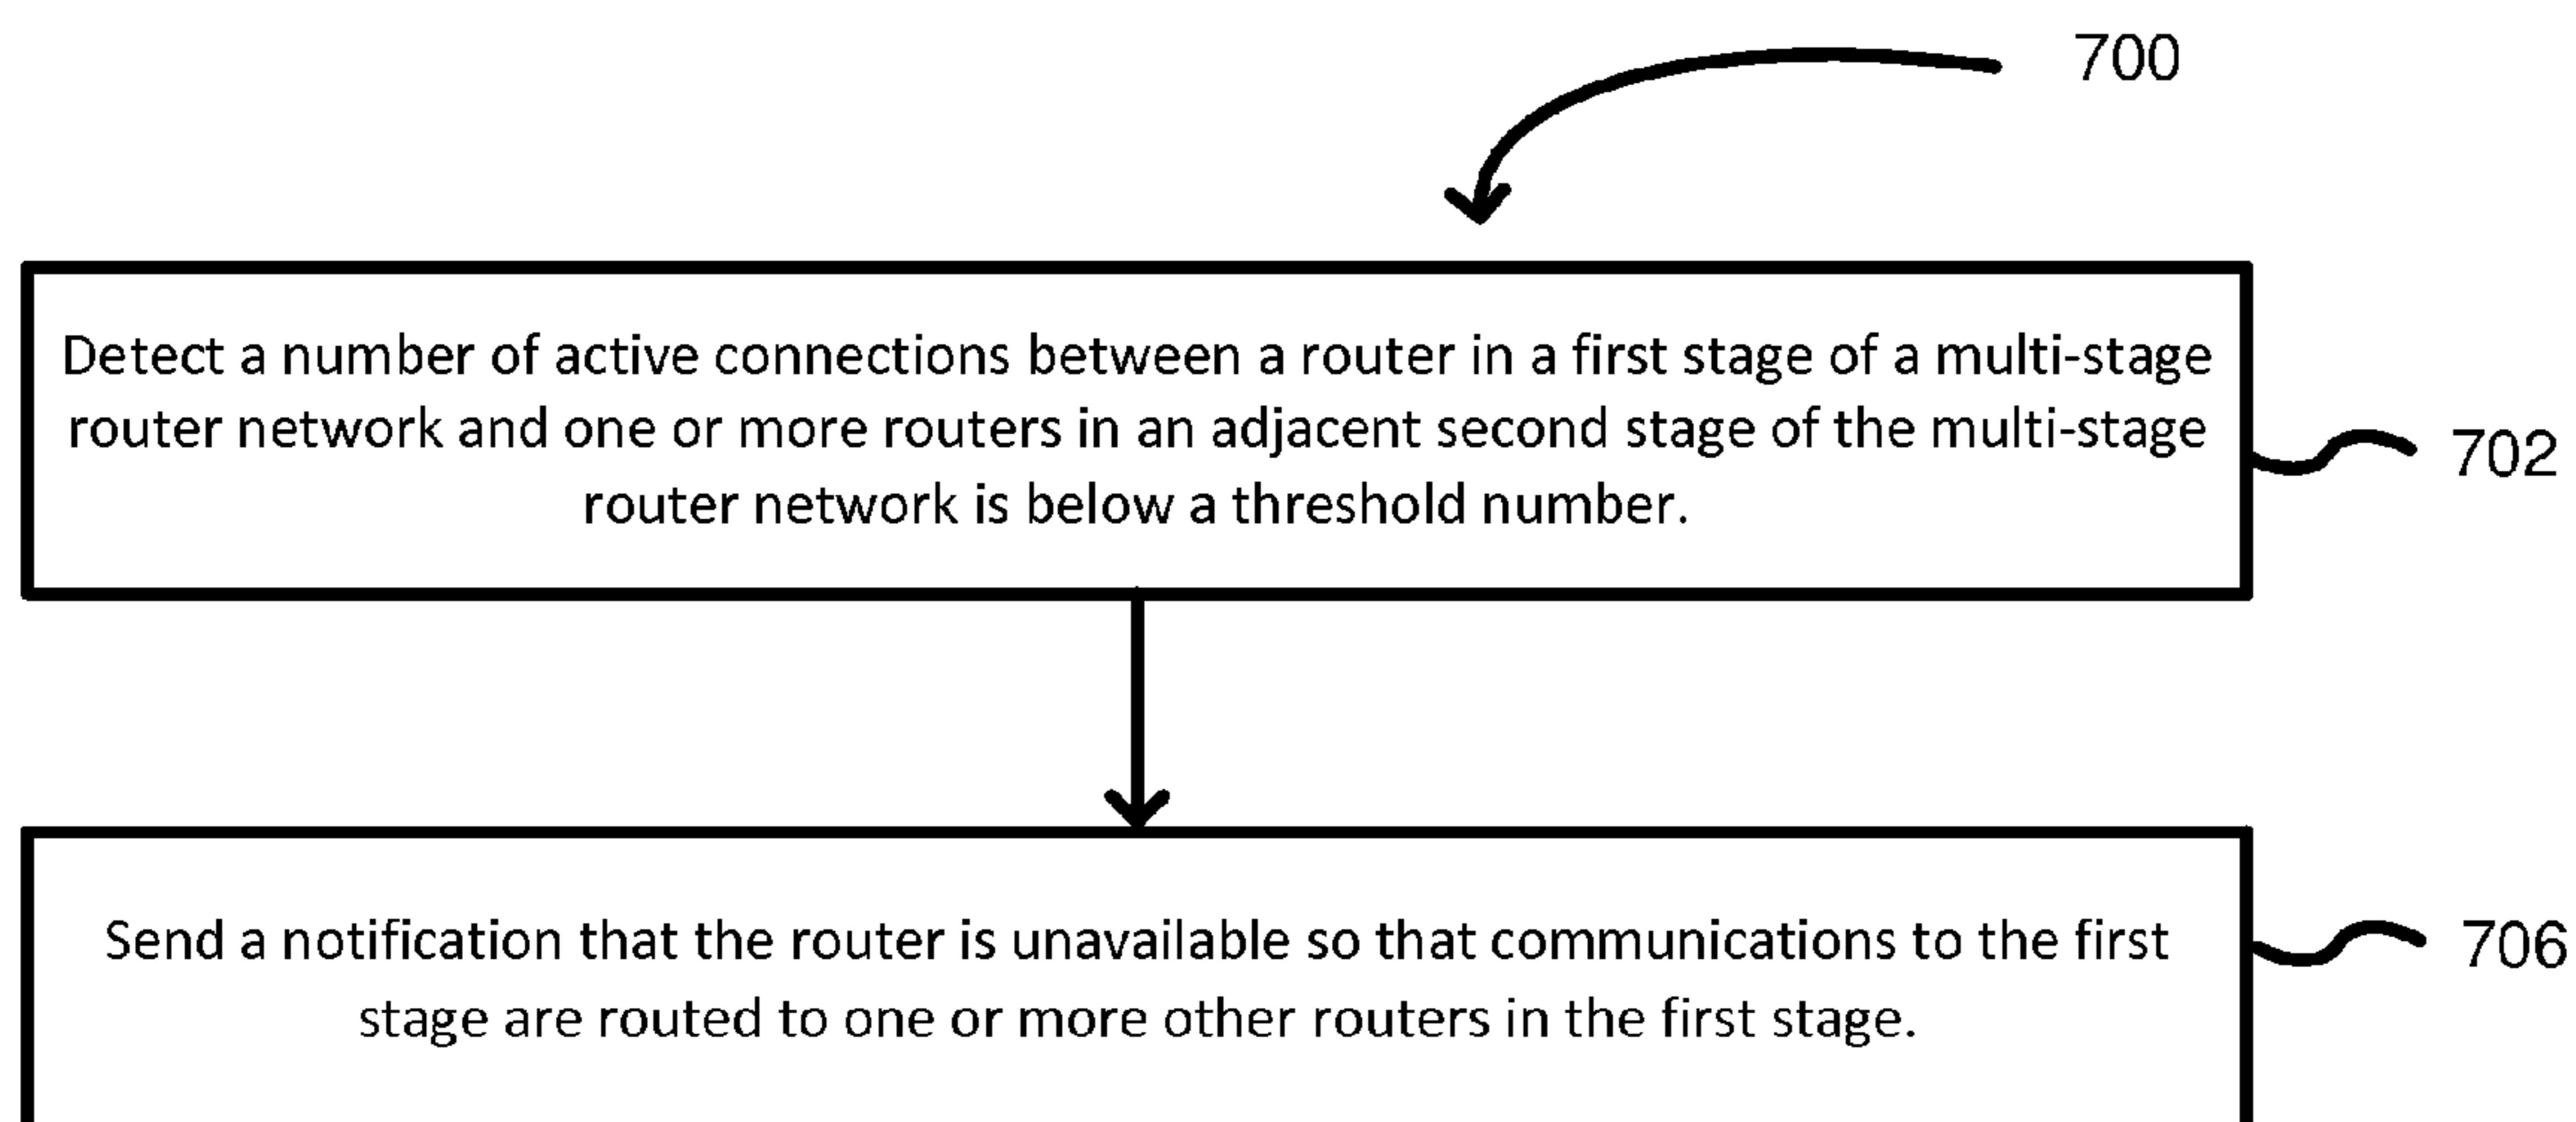 700
Detect a number of active connections between a router in a first stage of a multi-stage
router network and one or more routers in an adjacent second stage of the multi-stage
router network is below a threshold number.
702
Send a notification that the router is unavailable so that communications to the first
stage are routed to one or more other routers in the first stage.
706